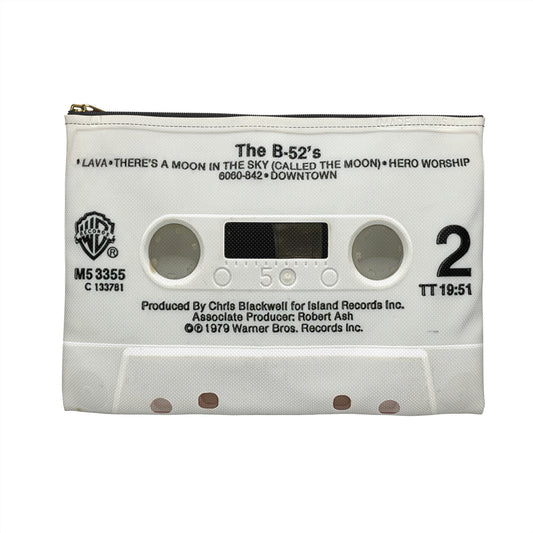 The B-52's
• LAVA • THERE'S A MOON IN THE SKY (CALLED THE MOON) • HERO WORSHIP
6060-842 • DOWNTOWN
WB
RECORDS
®
M5 3355
C 133781
5
2
TT 19:51
Produced By Chris Blackwell for Island Records Inc.
Associate Producer: Robert Ash
©℗1979 Warner Bros. Records Inc.